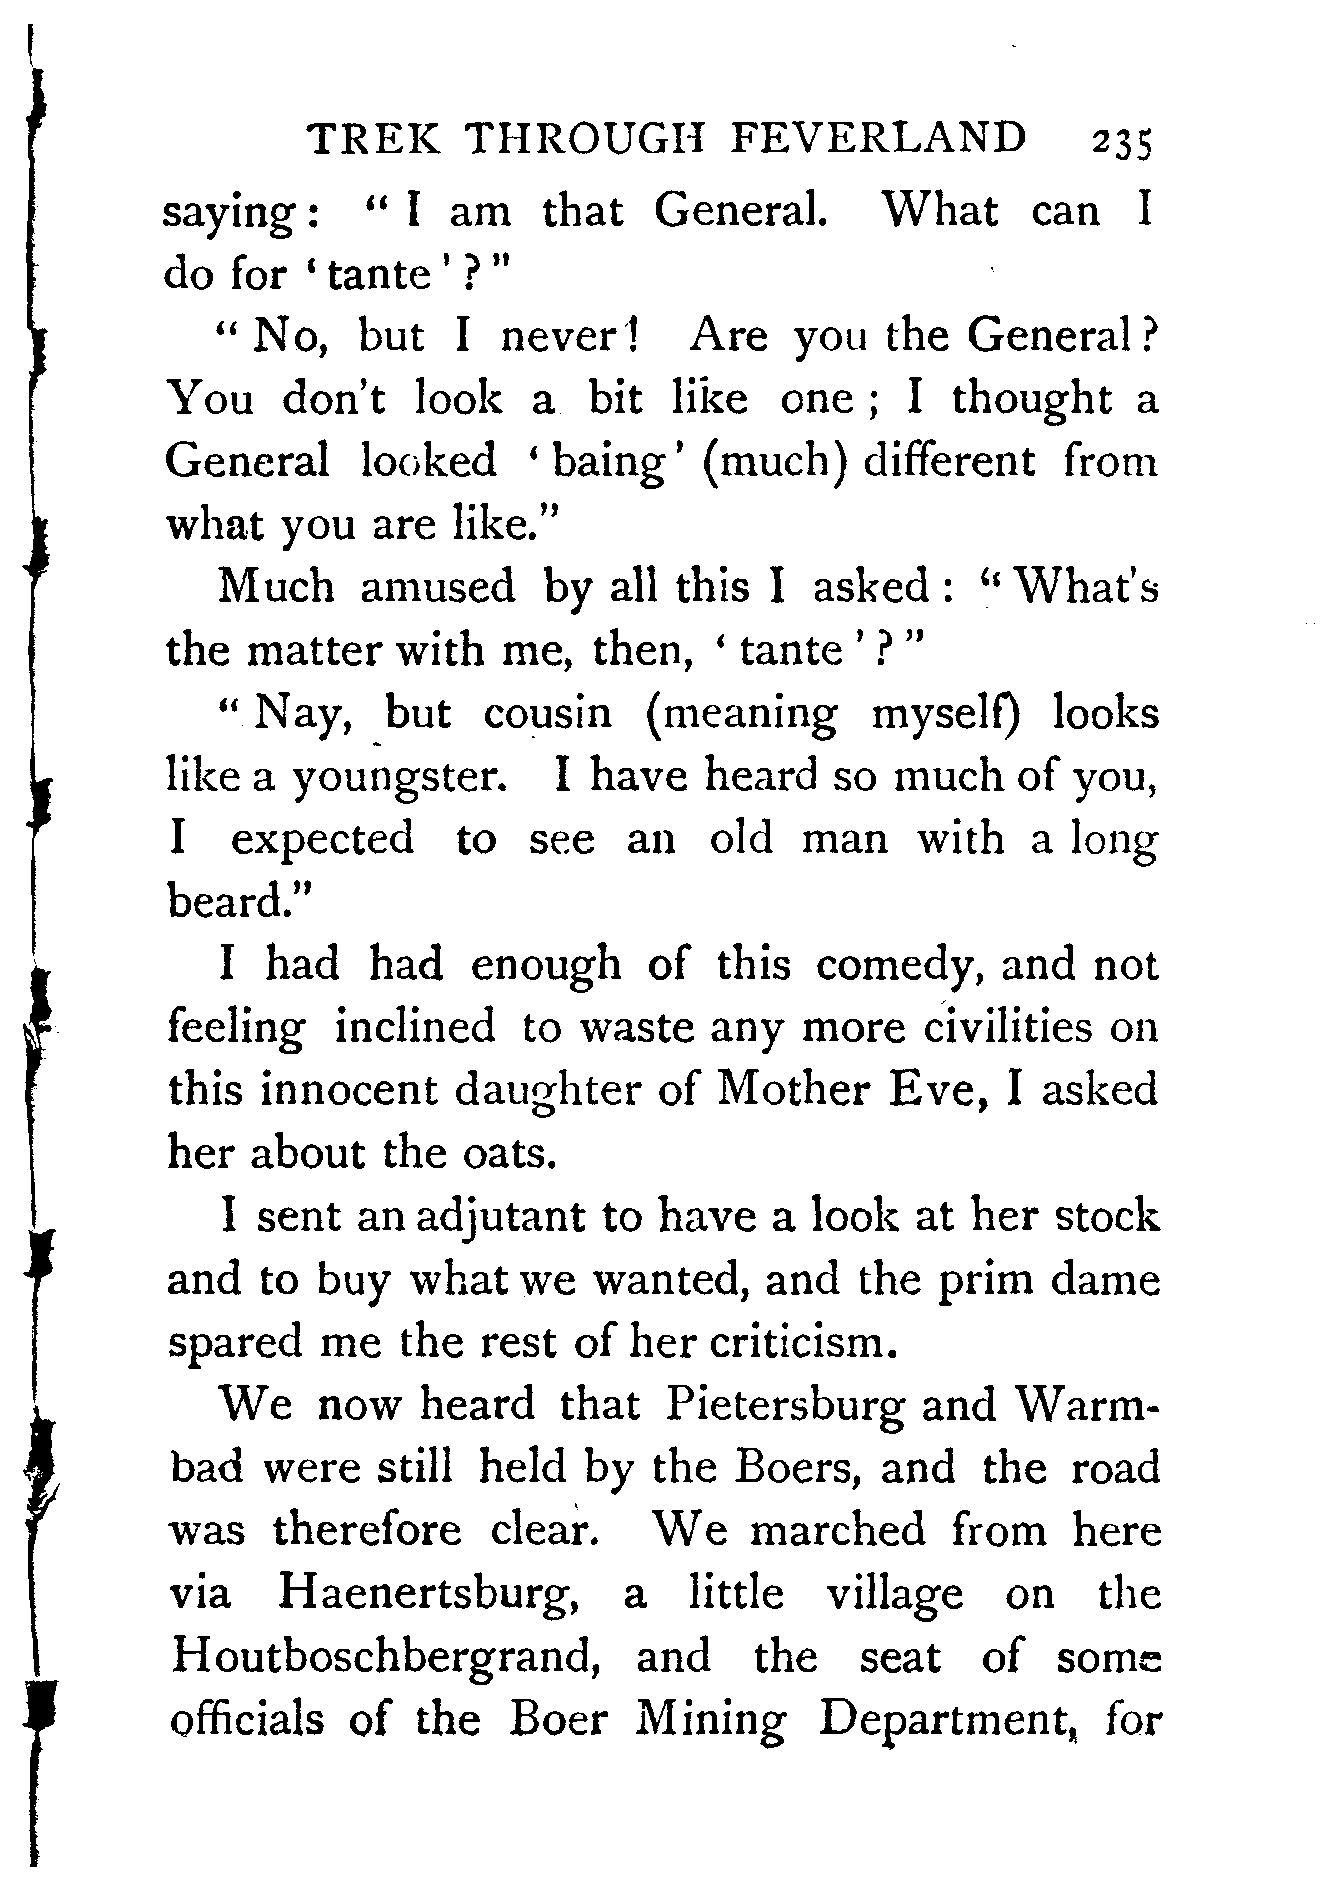 TREK THROUGH FEVERLAND 235
saying: "I am that General. What can I
do for 'tante'?"
"No, but I never! Are you the General?
You don't look a bit like one; I thought a
General looked 'baing' (much) different from
what you are like."
Much amused by all this I asked: "What's
the matter with me, then, 'tante'?"
"Nay, but cousin (meaning myself) looks
like a youngster. I have heard so much of you,
I expected to see an old man with a long
beard."
I had had enough of this comedy, and not
feeling inclined to waste any more civilities on
this innocent daughter of Mother Eve, I asked
her about the oats.
I sent an adjutant to have a look at her stock
and to buy what we wanted, and the prim dame
spared me the rest of her criticism.
We now heard that Pietersburg and Warm-
bad were still held by the Boers, and the road
was therefore clear. We marched from here
via Haenertsburg, a little village on the
Houtboschbergrand, and the seat of some
officials of the Boer Mining Department, for